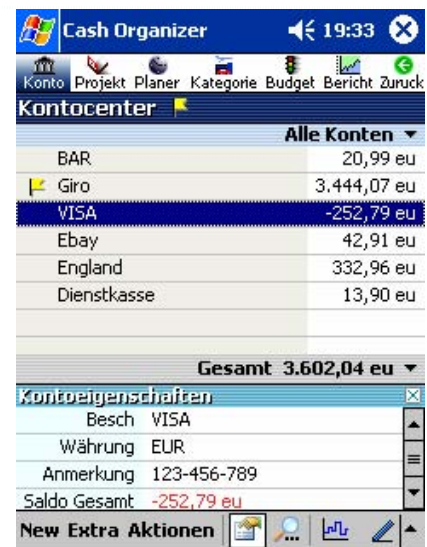 Cash Organizer 19:33
Konto Projekt Planer Kategorie Budget Bericht Zuruck
Kontocenter
Alle Konten
BAR 20,99 eu
Giro 3.444,07 eu
VISA -252,79 eu
Ebay 42,91 eu
England 332,96 eu
Dienstkasse 13,90 eu
Gesamt 3.602,04 eu
Kontoeigenschaften
Besch VISA
Währung EUR
Anmerkung 123-456-789
Saldo Gesamt -252,79 eu
New Extra Aktionen